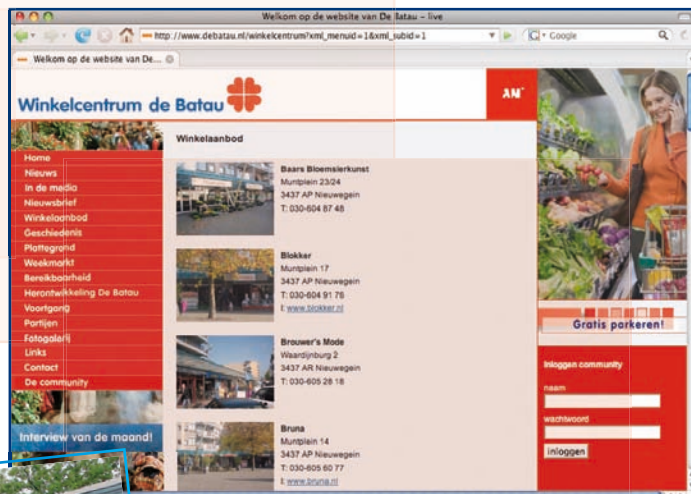 Welkom op de website van De Batau – live
http://www.debatau.nl/winkelcentrum?xml_menuid=1&xml_subid=1
Google
Welkom op de website van De...
Winkelcentrum de Batau
Home
Nieuws
In de media
Nieuwsbrief
Winkelaanbod
Geschiedenis
Plattegrond
Weekmarkt
Bereikbaarheid
Herontwikkeling De Batau
Voortgang
Partijen
Fotogalerij
Links
Contact
De community
Interview van de maand!
Winkelaanbod
Baars Bloemsierkunst
Muntplein 23/24
3437 AP Nieuwegein
T: 030-604 87 48
Blokker
Muntplein 17
3437 AP Nieuwegein
T: 030-604 91 76
I: www.blokker.nl
Brouwer's Mode
Waardijnburg 2
3437 AR Nieuwegein
T: 030-605 28 18
Bruna
Muntplein 14
3437 AP Nieuwegein
T: 030-605 60 77
I: www.bruna.nl
Gratis parkeren!
Inloggen community
naam
wachtwoord
inloggen